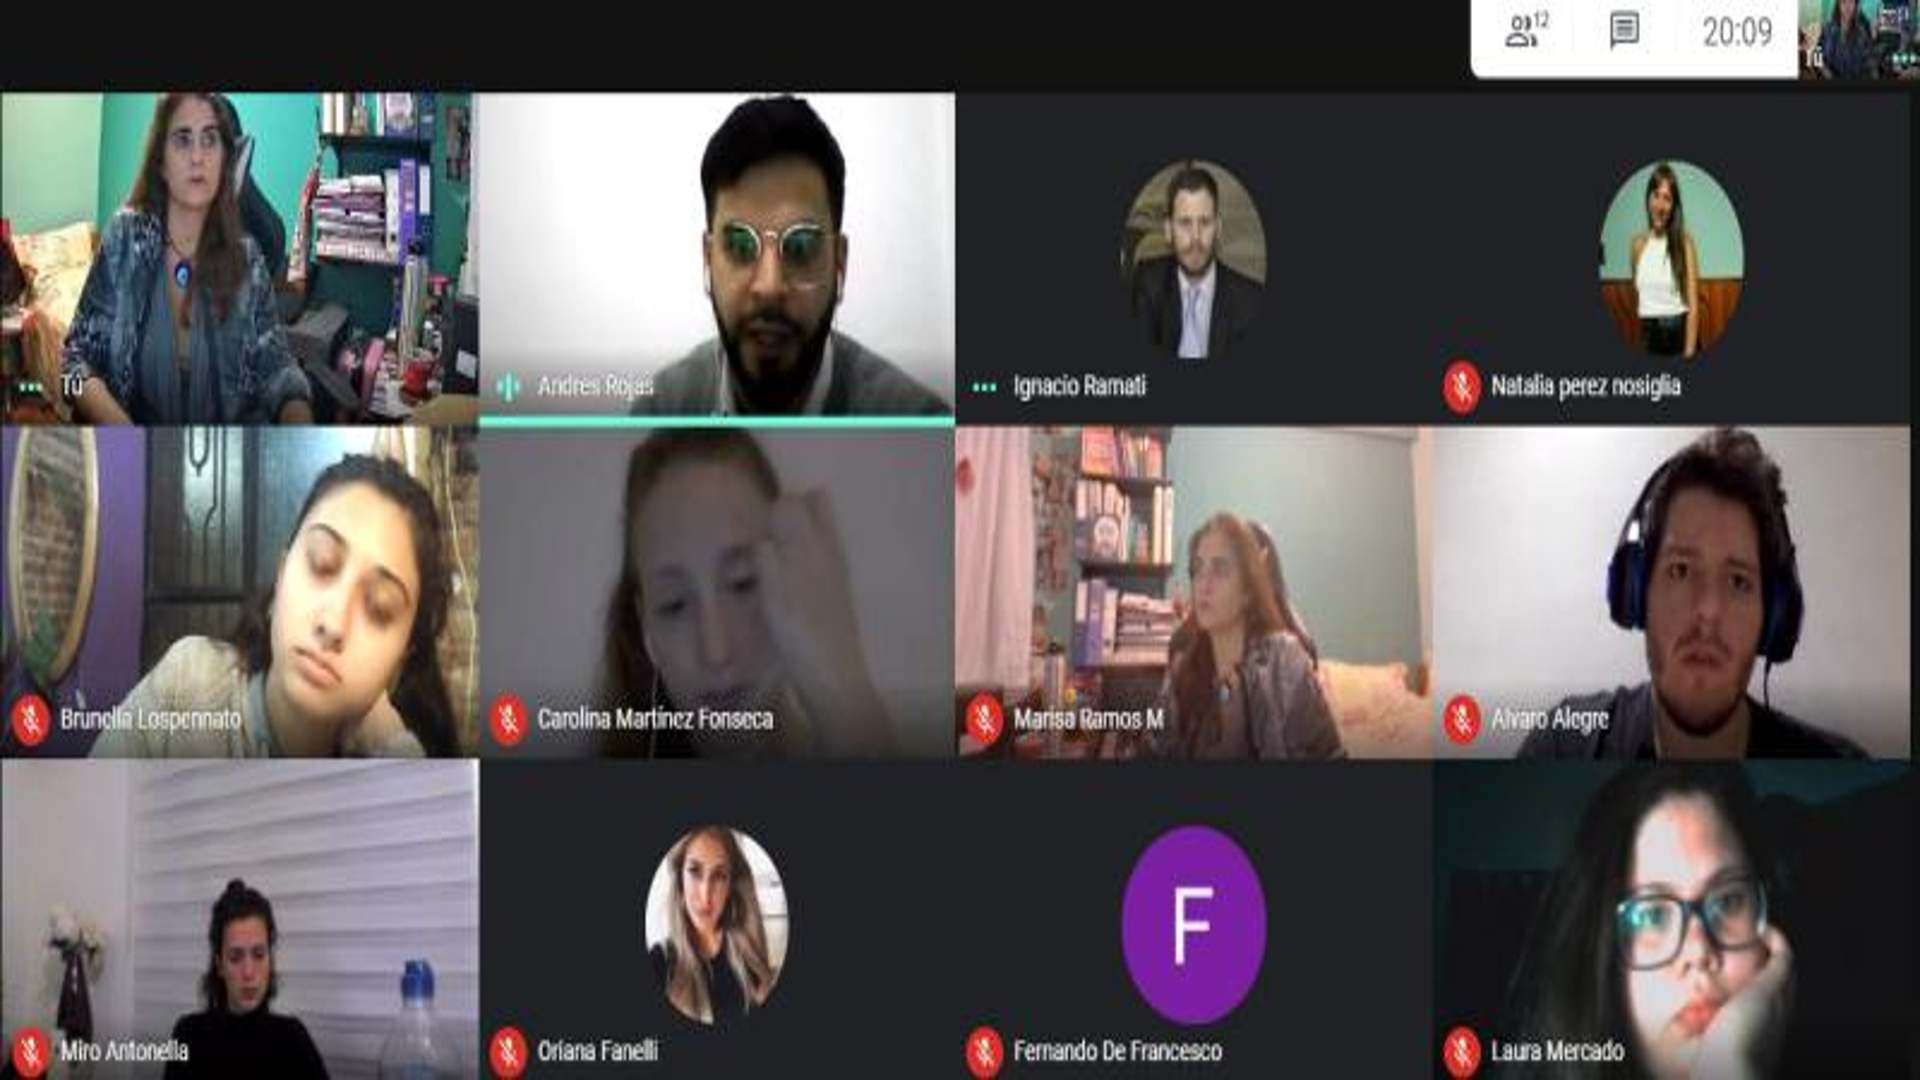 12
20:09
Tú
Tú
Andres Rojas
Ignacio Ramati
Natalia perez nosiglia
Brunella Lospennato
Carolina Martínez Fonseca
Marisa Ramos M
Alvaro Alegre
Miro Antonella
Oriana Fanelli
F
Fernando De Francesco
Laura Mercado